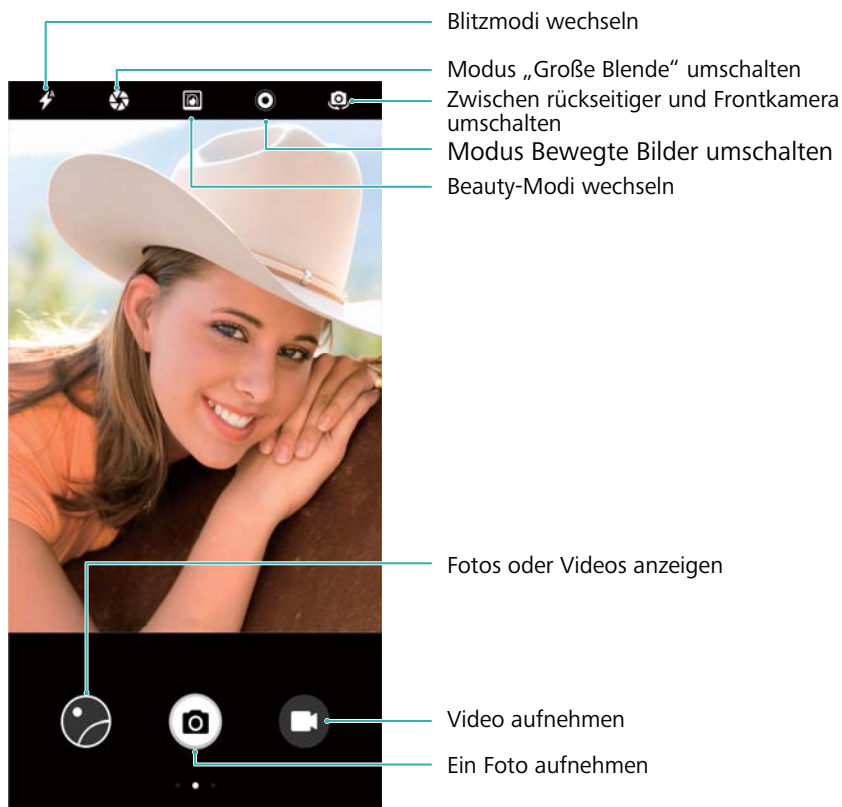 Blitzmodi wechseln
Modus „Große Blende“ umschalten
Zwischen rückseitiger und Frontkamera
umschalten
Modus Bewegte Bilder umschalten
Beauty-Modi wechseln
Fotos oder Videos anzeigen
Video aufnehmen
Ein Foto aufnehmen